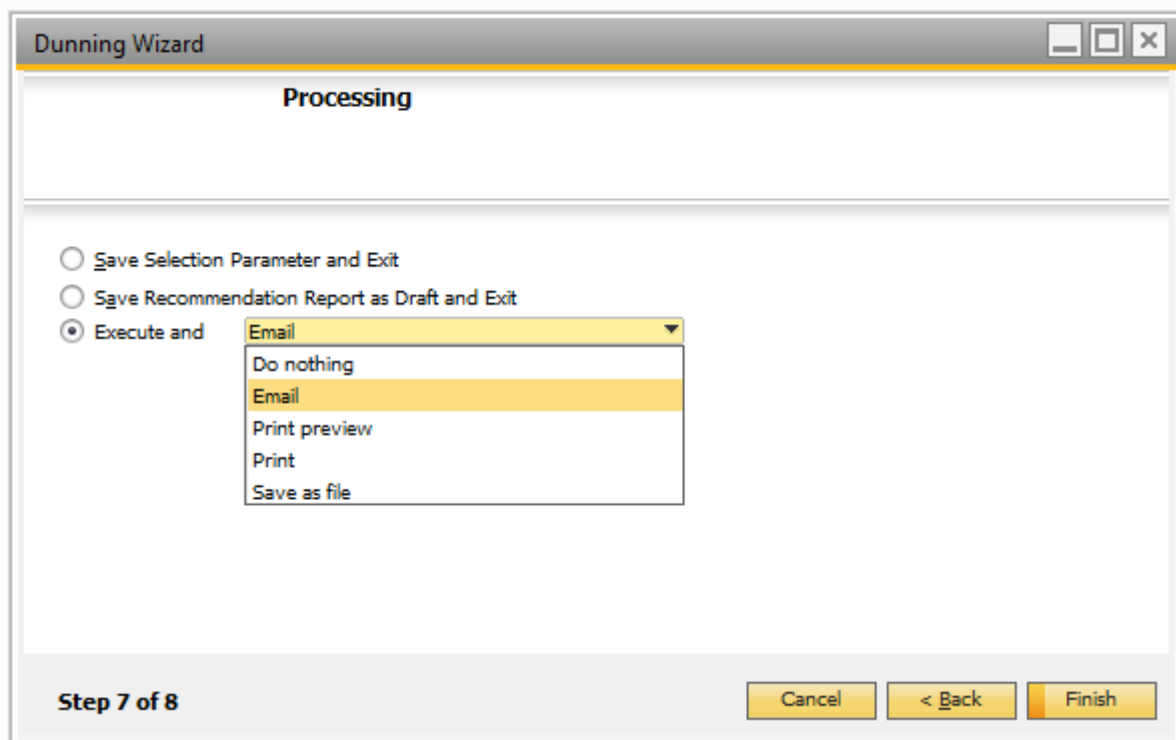 Dunning Wizard
Processing
Save Selection Parameter and Exit
Save Recommendation Report as Draft and Exit
Execute and Email
Do nothing
Email
Print preview
Print
Save as file
Step 7 of 8 Cancel < Back Finish